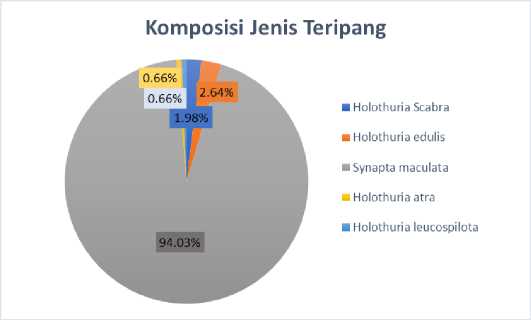 Komposisi Jenis Teripang
0.66%
2.64%
0.66%
1.98%
94.03%
Holothuria Scabra
Holothuria edulis
Synapta maculata
Holothuria atra
Holothuria leucospilota